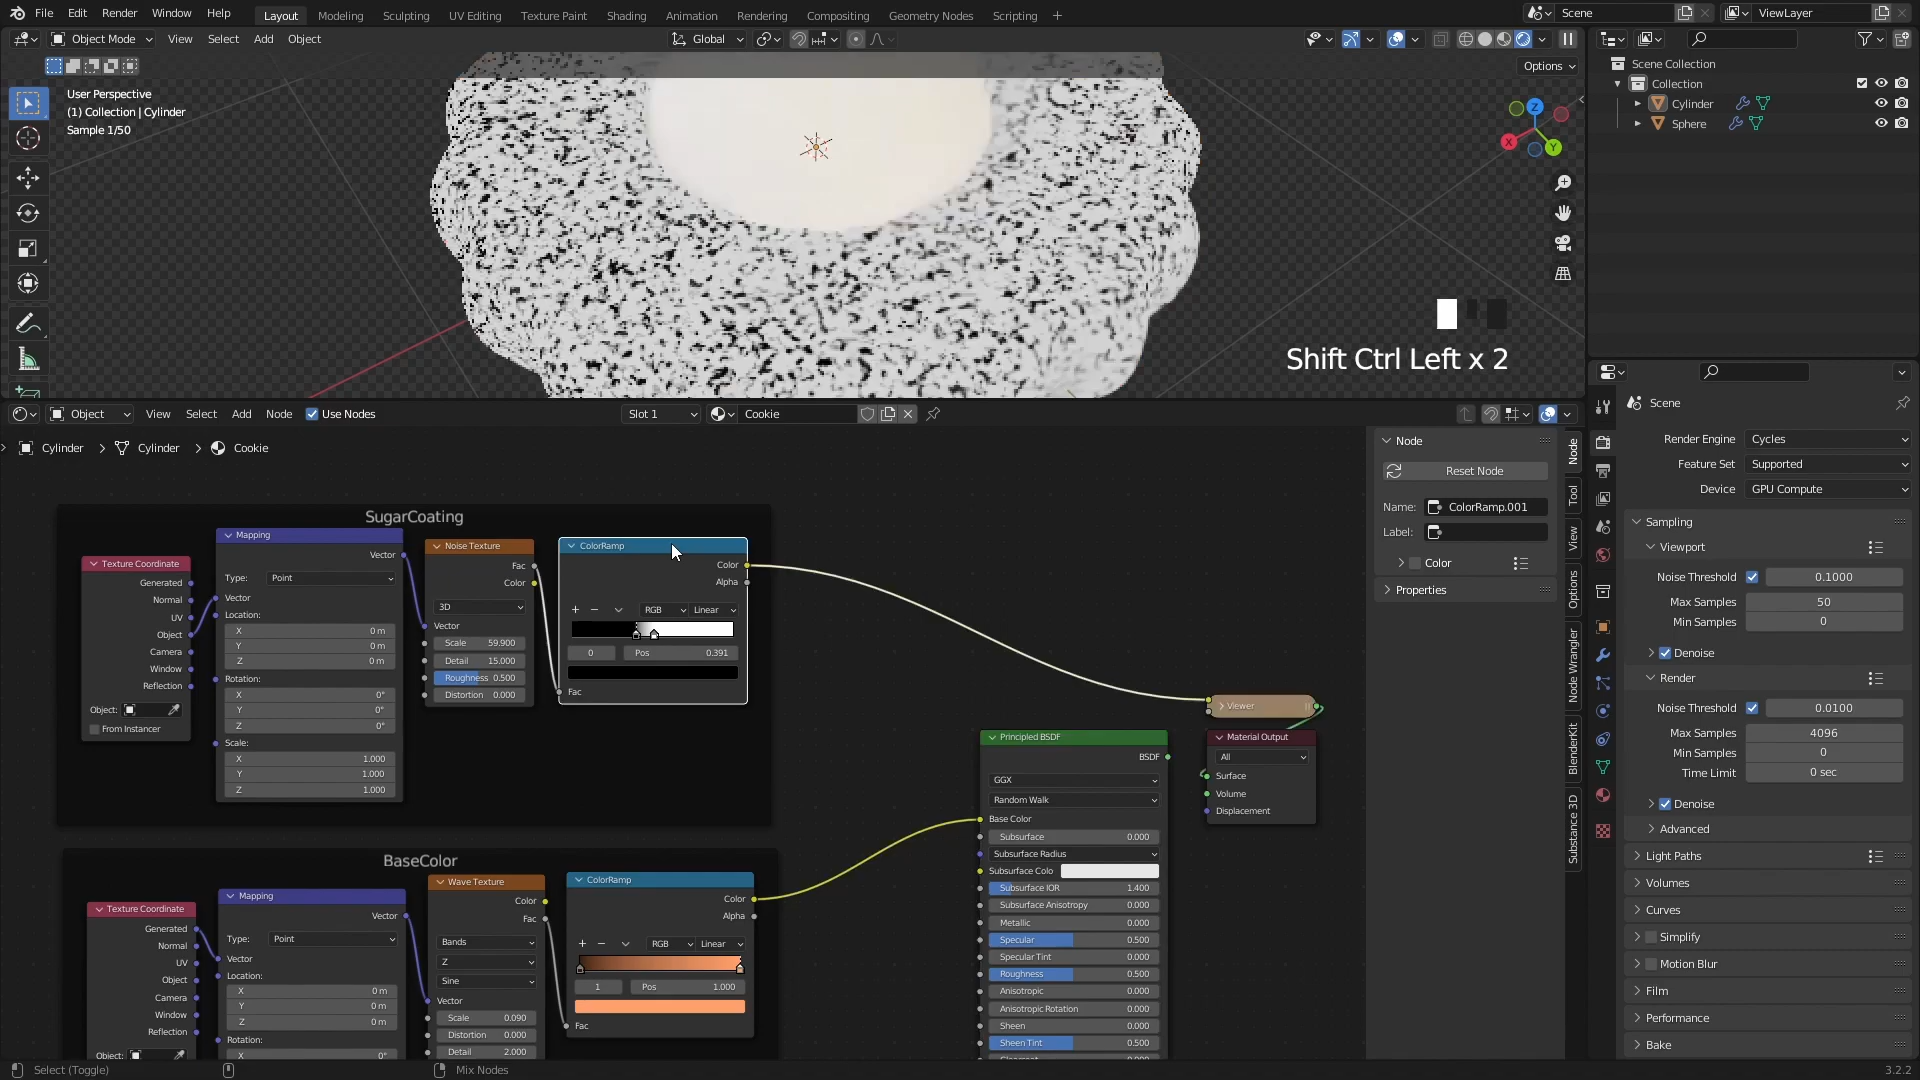 File Edit Render Window Help Layout Modeling Sculpting UV Editing Texture Paint Shading Animation Rendering Compositing Geometry Nodes Scripting + Scene ViewLayer
Object Mode View Select Add Object Global
Options
User Perspective
(1) Collection | Cylinder
Sample 1/50
Z
X
Y
Shift Ctrl Left x 2
Scene Collection
Collection
Cylinder
Sphere
Object View Select Add Node Use Nodes Slot 1 Cookie
Cylinder > Cylinder > Cookie
SugarCoating
Texture Coordinate
Generated
Normal
UV
Object
Camera
Window
Reflection
Object:
From Instancer
Mapping
Vector
Type: Point
Vector
Location:
X 0 m
Y 0 m
Z 0 m
Rotation:
X 0°
Y 0°
Z 0°
Scale:
X 1.000
Y 1.000
Z 1.000
Noise Texture
Fac
Color
3D
Vector
Scale 59.900
Detail 15.000
Roughness 0.500
Distortion 0.000
ColorRamp
Color
Alpha
+ − RGB Linear
0 Pos 0.391
Fac
BaseColor
Texture Coordinate
Generated
Normal
UV
Object
Camera
Window
Reflection
Object:
Mapping
Vector
Type: Point
Vector
Location:
X 0 m
Y 0 m
Z 0 m
Rotation:
X 0°
Wave Texture
Color
Fac
Bands
Z
Sine
Vector
Scale 0.090
Distortion 0.000
Detail 2.000
ColorRamp
Color
Alpha
+ − RGB Linear
1 Pos 1.000
Fac
Principled BSDF
BSDF
GGX
Random Walk
Base Color
Subsurface 0.000
Subsurface Radius
Subsurface Colo
Subsurface IOR 1.400
Subsurface Anisotropy 0.000
Metallic 0.000
Specular 0.500
Specular Tint 0.000
Roughness 0.500
Anisotropic 0.000
Anisotropic Rotation 0.000
Sheen 0.000
Sheen Tint 0.500
Viewer
Material Output
All
Surface
Volume
Displacement
Node
Reset Node
Name: ColorRamp.001
Label:
Color
Properties
Node
Tool
View
Options
Node Wrangler
BlenderKit
Substance 3D
Scene
Render Engine Cycles
Feature Set Supported
Device GPU Compute
Sampling
Viewport
Noise Threshold 0.1000
Max Samples 50
Min Samples 0
Denoise
Render
Noise Threshold 0.0100
Max Samples 4096
Min Samples 0
Time Limit 0 sec
Denoise
Advanced
Light Paths
Volumes
Curves
Simplify
Motion Blur
Film
Performance
Bake
Select (Toggle) Mix Nodes 3.2.2